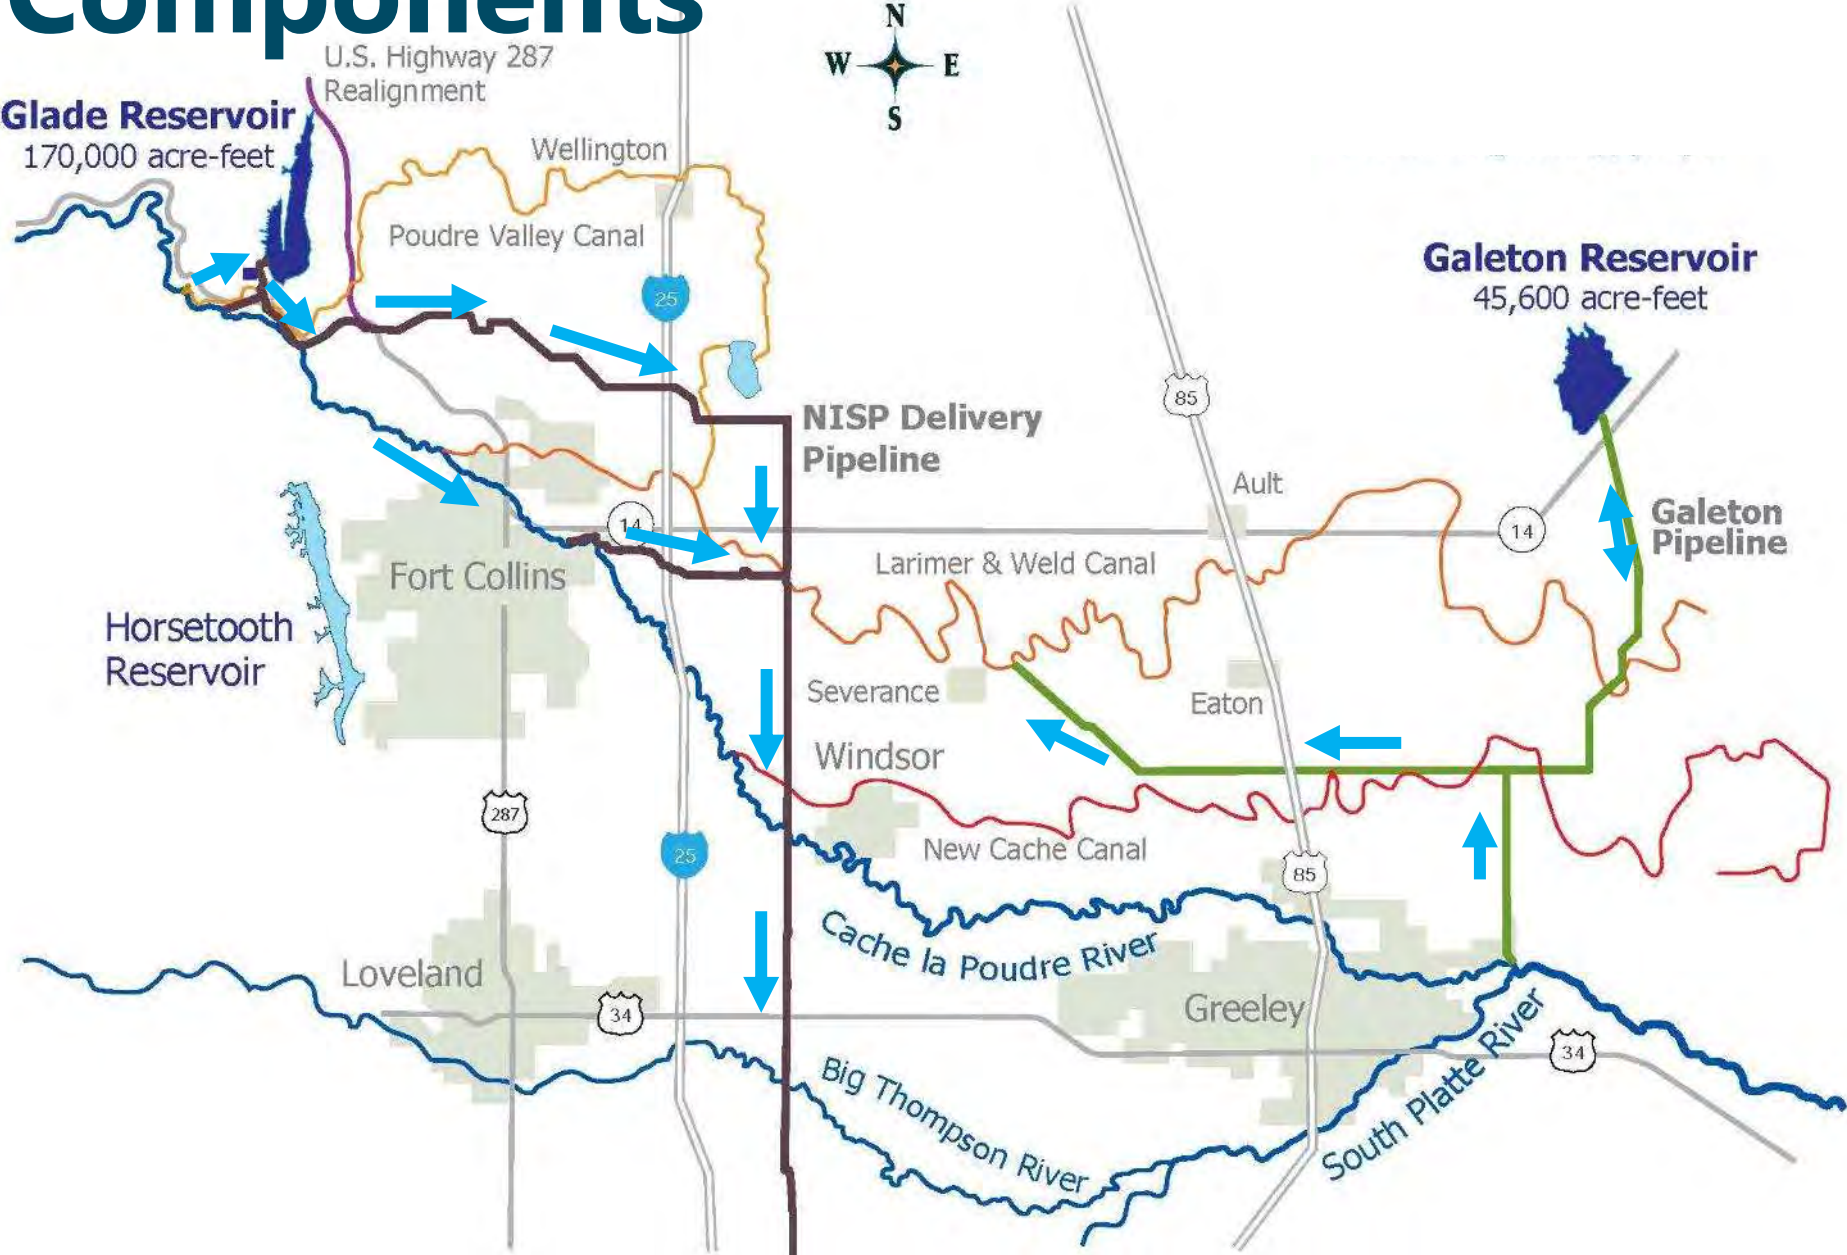 Components
N
W E
S
U.S. Highway 287
Realignment
Glade Reservoir
170,000 acre-feet
Wellington
Poudre Valley Canal
25
Galeton Reservoir
45,600 acre-feet
85
NISP Delivery
Pipeline
Ault
14
14
Galeton
Pipeline
Larimer & Weld Canal
Fort Collins
Horsetooth
Reservoir
Severance
Eaton
Windsor
287
25
New Cache Canal
85
Cache la Poudre River
Loveland
34
Greeley
34
Big Thompson River
South Platte River